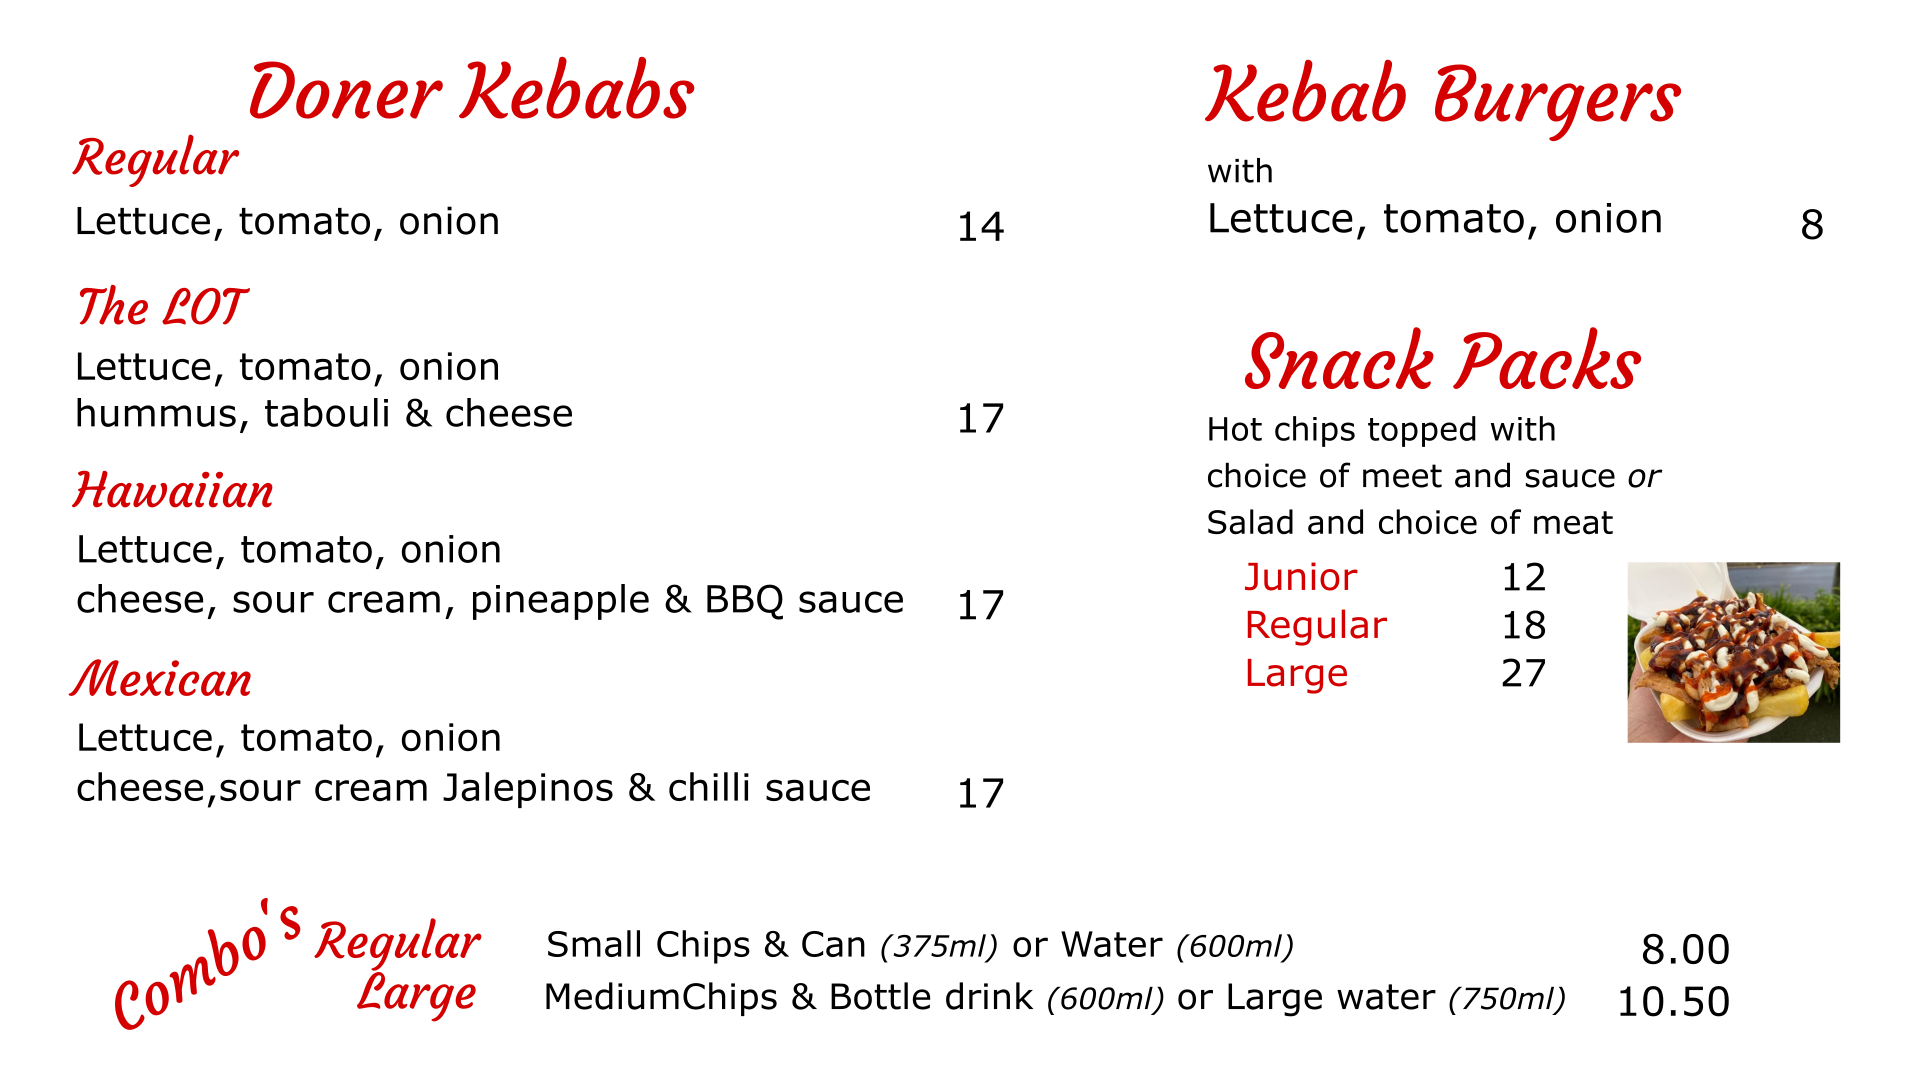 Doner Kebabs
Regular
Lettuce, tomato, onion 14
The LOT
Lettuce, tomato, onion
hummus, tabouli & cheese 17
Hawaiian
Lettuce, tomato, onion
cheese, sour cream, pineapple & BBQ sauce 17
Mexican
Lettuce, tomato, onion
cheese,sour cream Jalepinos & chilli sauce 17
Kebab Burgers
with
Lettuce, tomato, onion 8
Snack Packs
Hot chips topped with
choice of meet and sauce or
Salad and choice of meat
Junior 12
Regular 18
Large 27
Combo's
Regular Small Chips & Can (375ml) or Water (600ml) 8.00
Large MediumChips & Bottle drink (600ml) or Large water (750ml) 10.50